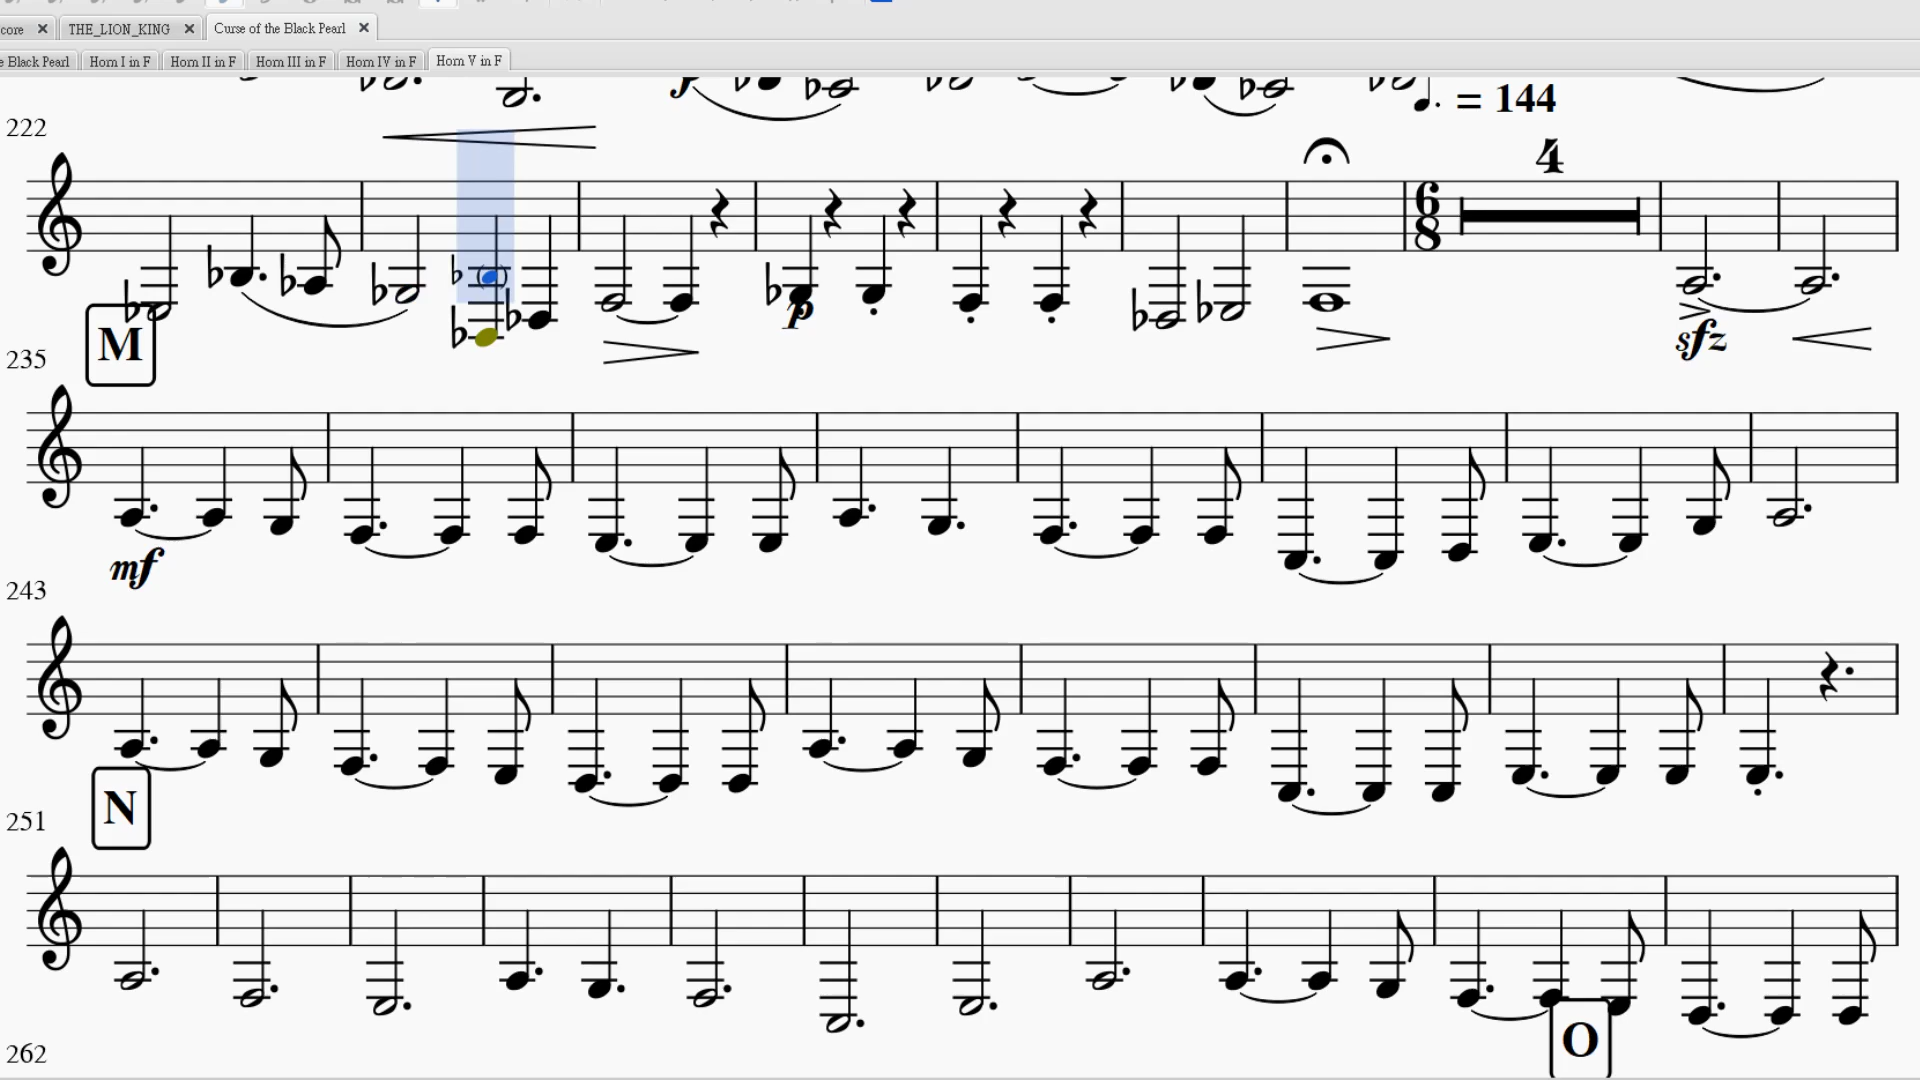 core THE_LION_KING Curse of the Black Pearl
e Black Pearl Horn I in F Horn II in F Horn III in F Horn IV in F Horn V in F
= 144
222
4
6
8
p
sfz
M
235
mf
243
N
251
O
262